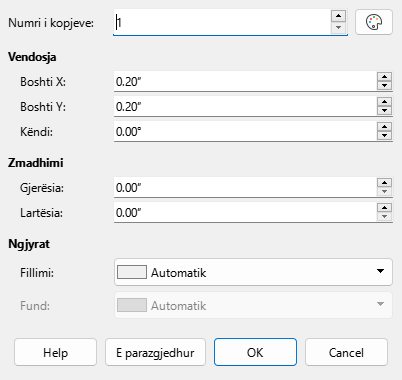 Numri i kopjeve: 1
Vendosja
Boshti X: 0.20″
Boshti Y: 0.20″
Këndi: 0.00°
Zmadhimi
Gjerësia: 0.00″
Lartësia: 0.00″
Ngjyrat
Fillimi: Automatik
Fund: Automatik
Help E parazgjedhur OK Cancel